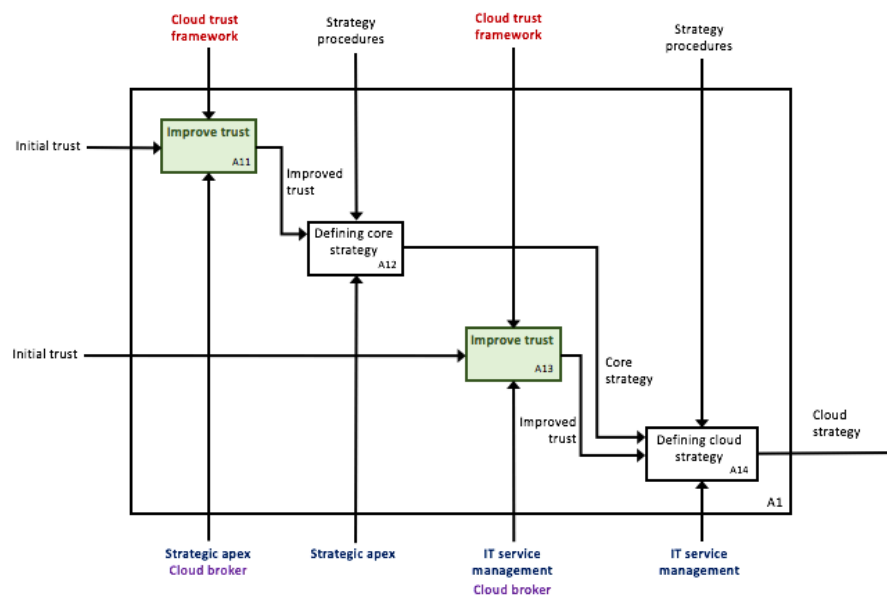 Cloud trust
framework
Strategy
procedures
Cloud trust
framework
Strategy
procedures
Initial trust
Improve trust
A11
Improved
trust
Defining core
strategy
A12
Initial trust
Improve trust
A13
Core
strategy
Improved
trust
Defining cloud
strategy
A14
Cloud
strategy
A1
Strategic apex
Cloud broker
Strategic apex
IT service
management
Cloud broker
IT service
management